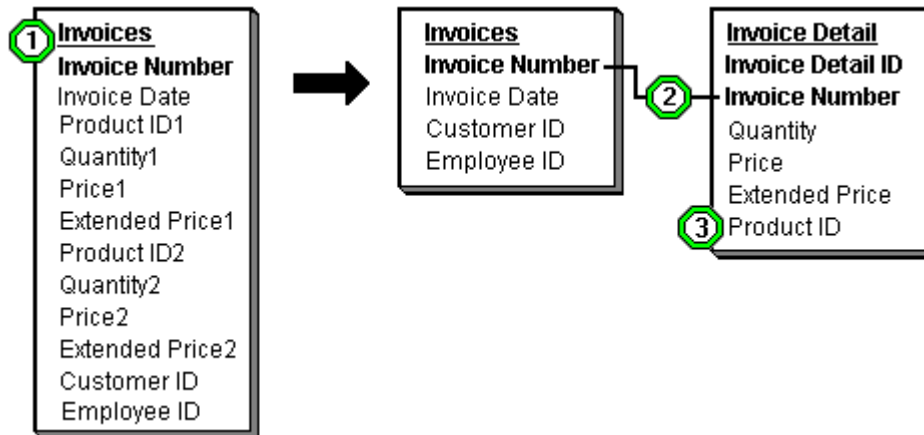 1
Invoices
Invoice Number
Invoice Date
Product ID1
Quantity1
Price1
Extended Price1
Product ID2
Quantity2
Price2
Extended Price2
Customer ID
Employee ID
Invoices
Invoice Number
Invoice Date
Customer ID
Employee ID
2
Invoice Detail
Invoice Detail ID
Invoice Number
Quantity
Price
Extended Price
3
Product ID